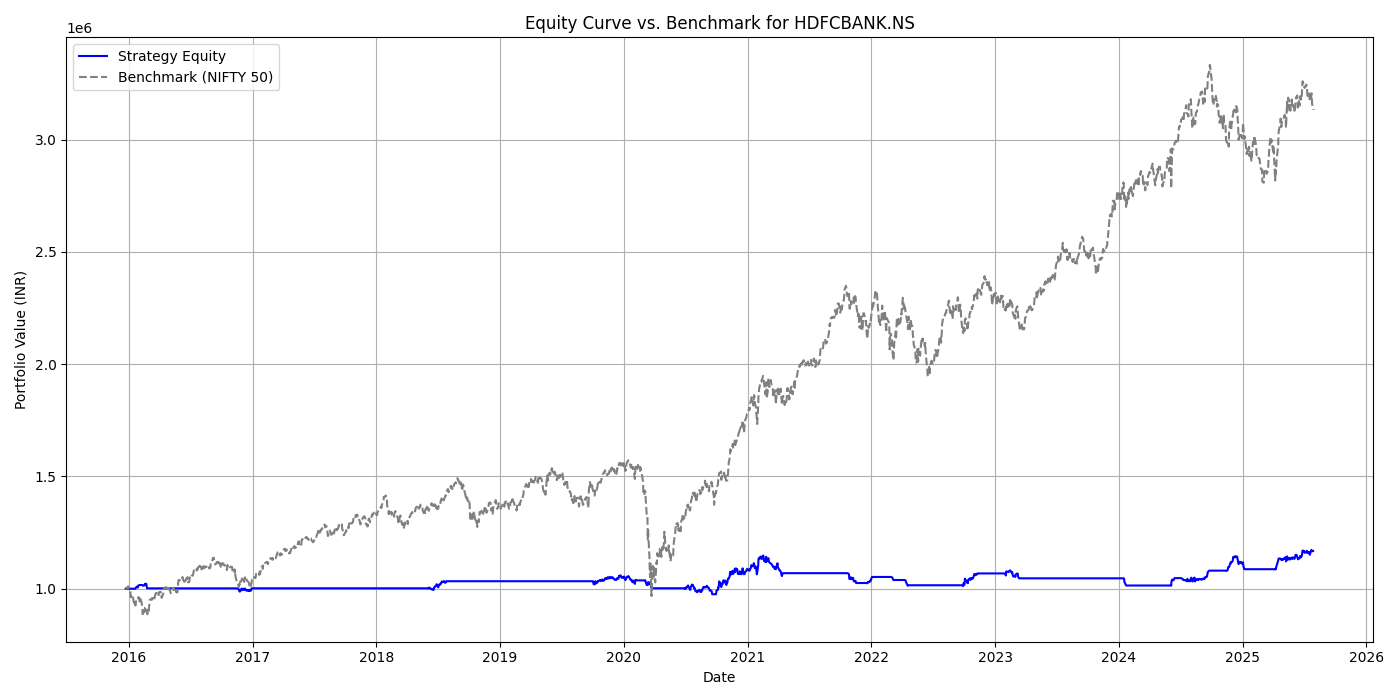 Equity Curve vs. Benchmark for HDFCBANK.NS
1e6
Strategy Equity
Benchmark (NIFTY 50)
Portfolio Value (INR)
3.0
2.5
2.0
1.5
1.0
2016 2017 2018 2019 2020 2021 2022 2023 2024 2025 2026
Date